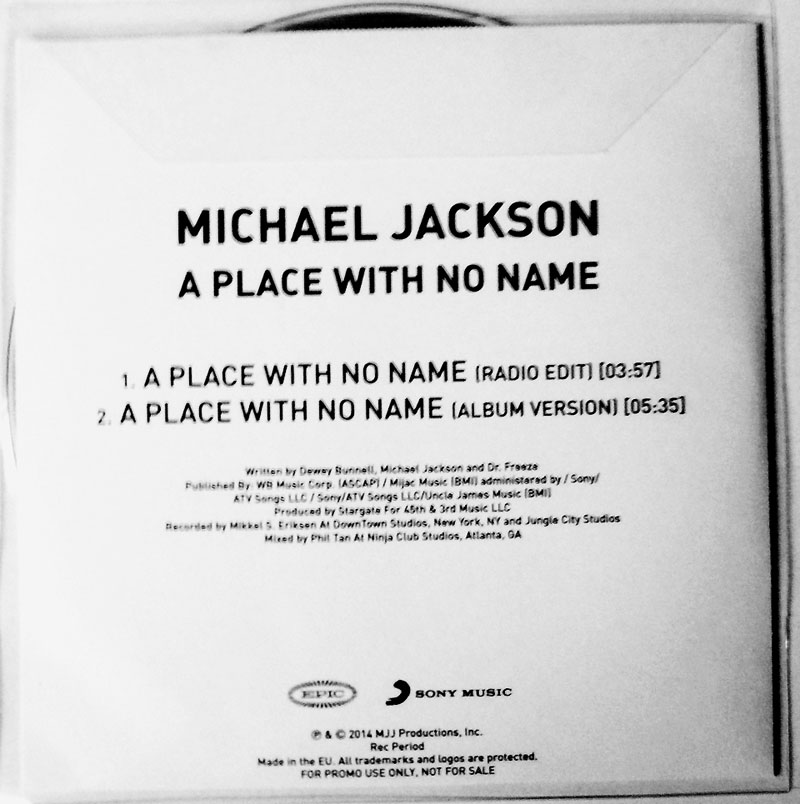 MICHAEL JACKSON
A PLACE WITH NO NAME
1. A PLACE WITH NO NAME (RADIO EDIT) [03:57]
2. A PLACE WITH NO NAME (ALBUM VERSION) [05:35]
Written by Dewey Bunnell, Michael Jackson and Dr. Freeze
Published By: WB Music Corp. (ASCAP) / Mijac Music (BMI) administered by / Sony/
ATV Songs LLC / Sony/ATV Songs LLC/Uncle James Music (BMI)
Produced by Stargate For 45th & 3rd Music LLC
Recorded by Mikkel S. Eriksen At DownTown Studios, New York, NY and Jungle City Studios
Mixed by Phil Tan At Ninja Club Studios, Atlanta, GA
EPIC SONY MUSIC
℗ & © 2014 MJJ Productions, Inc.
Rec Period
Made in the EU. All trademarks and logos are protected.
FOR PROMO USE ONLY, NOT FOR SALE